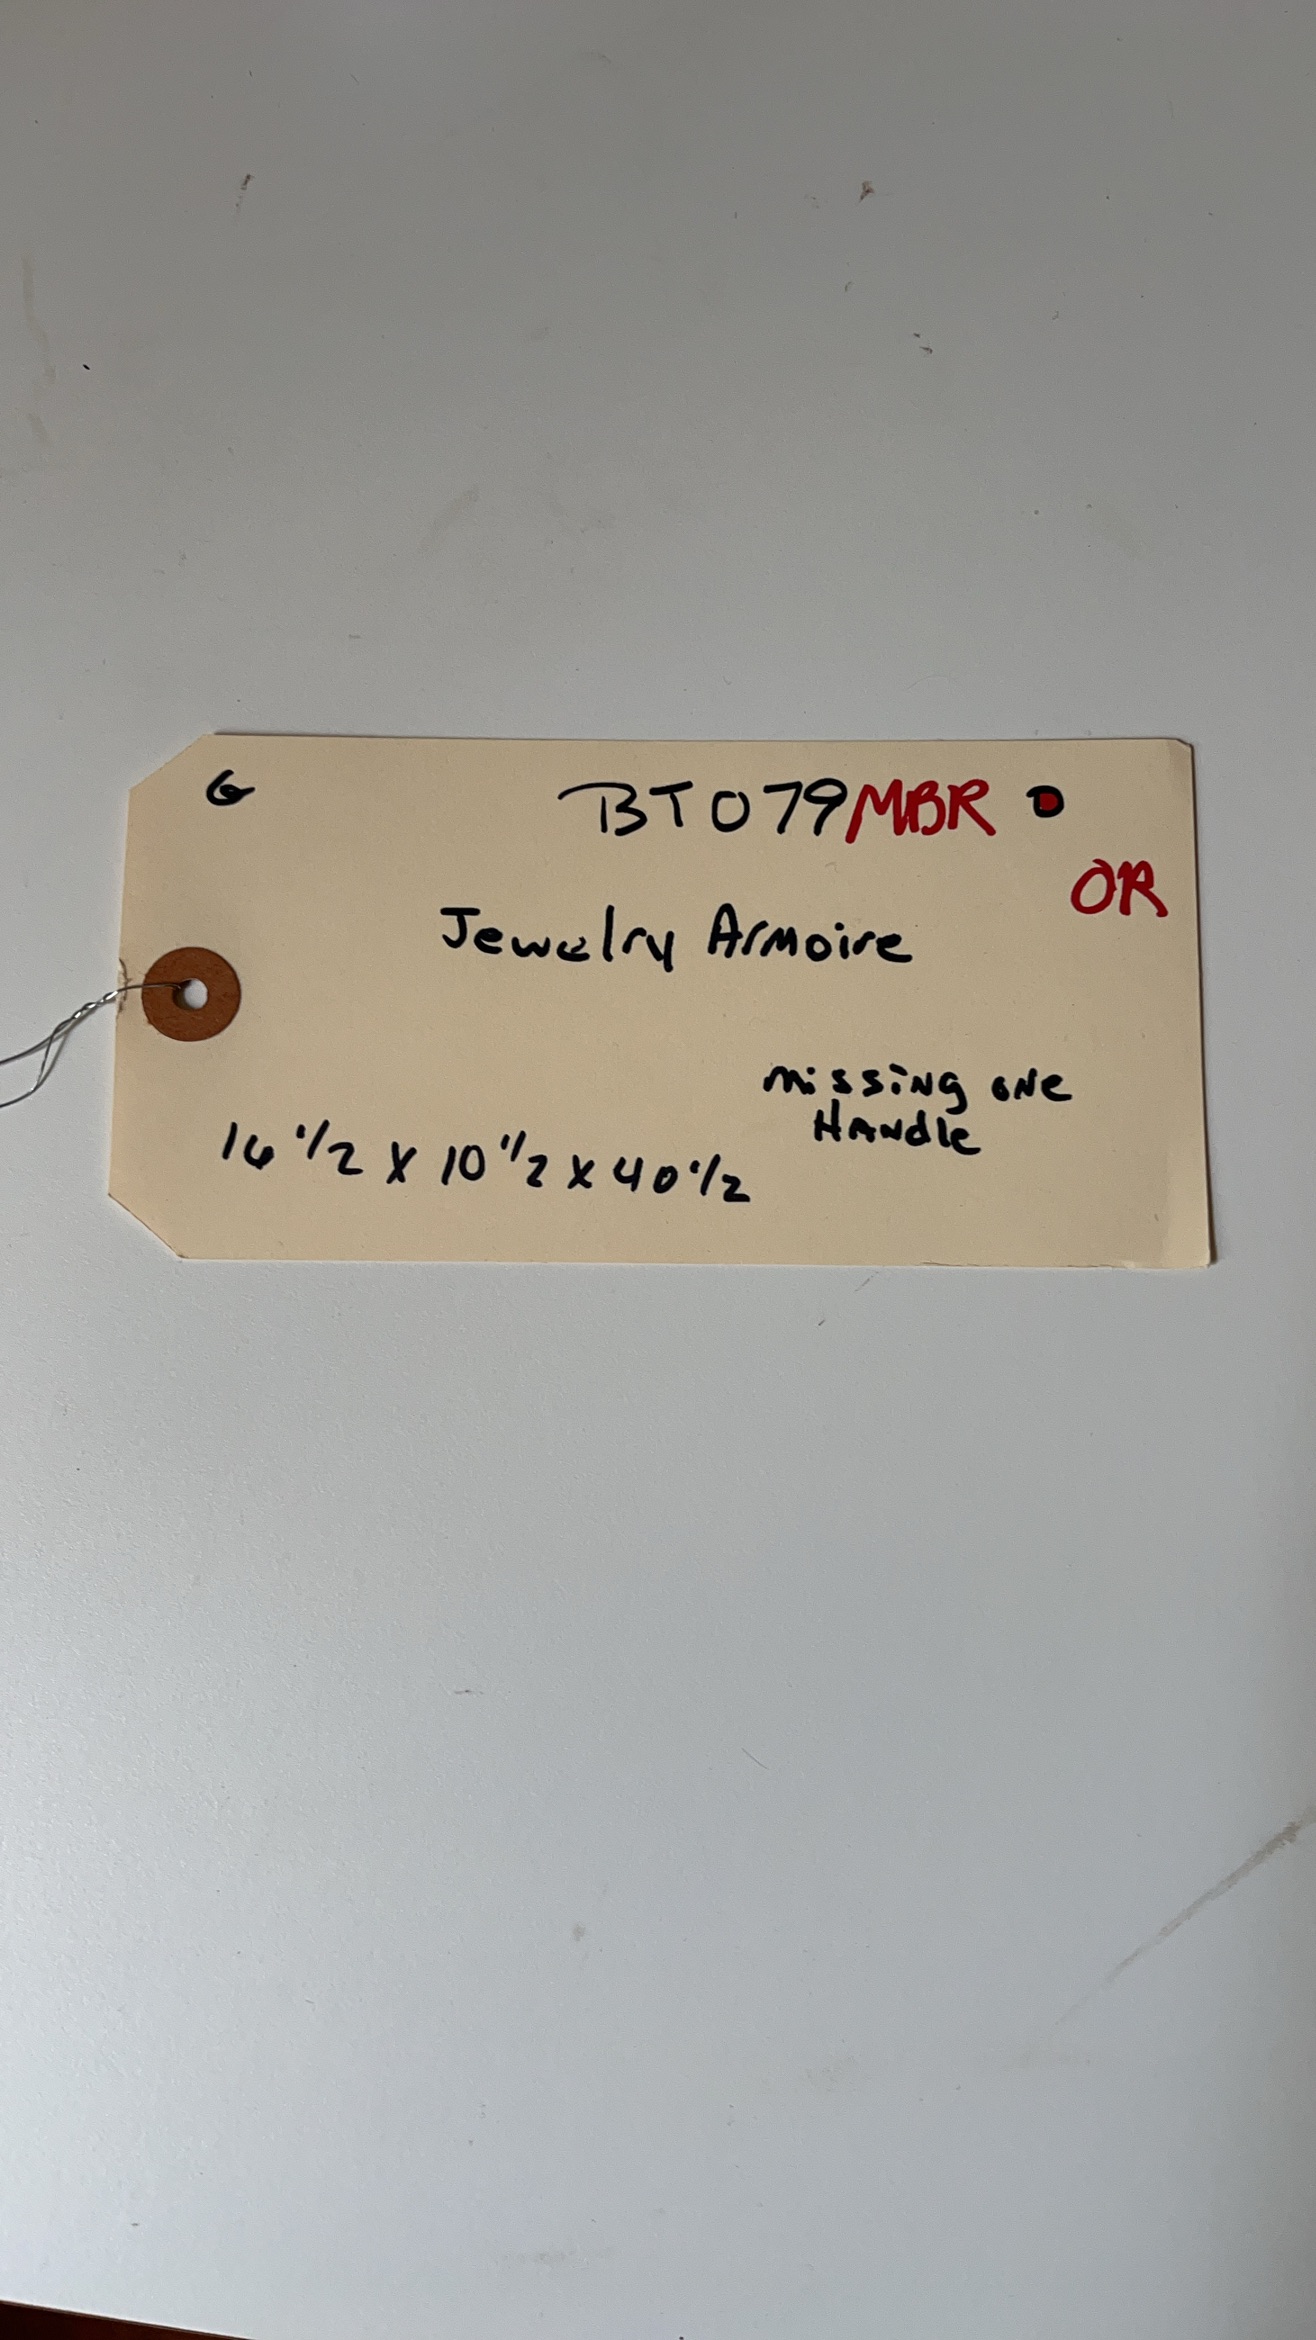 G BT079MBR
OR
Jewelry Armoire
missing one
Handle
16 1/2 x 10 1/2 x 40 1/2